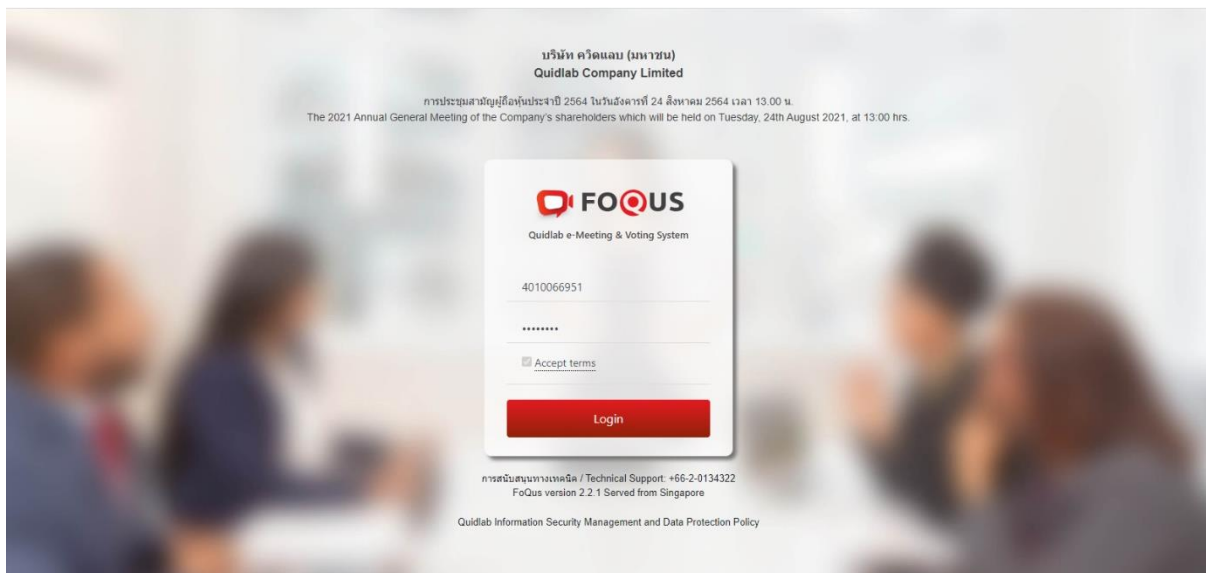 บริษัท ควิดแลบ (มหาชน)
Quidlab Company Limited
การประชุมสามัญผู้ถือหุ้นประจำปี 2564 ในวันอังคารที่ 24 สิงหาคม 2564 เวลา 13.00 น.
The 2021 Annual General Meeting of the Company's shareholders which will be held on Tuesday, 24th August 2021, at 13:00 hrs.
FOQUS
Quidlab e-Meeting & Voting System
4010066951
••••••••
Accept terms
Login
การสนับสนุนทางเทคนิค / Technical Support: +66-2-0134322
FoQus version 2.2.1 Served from Singapore
Quidlab Information Security Management and Data Protection Policy